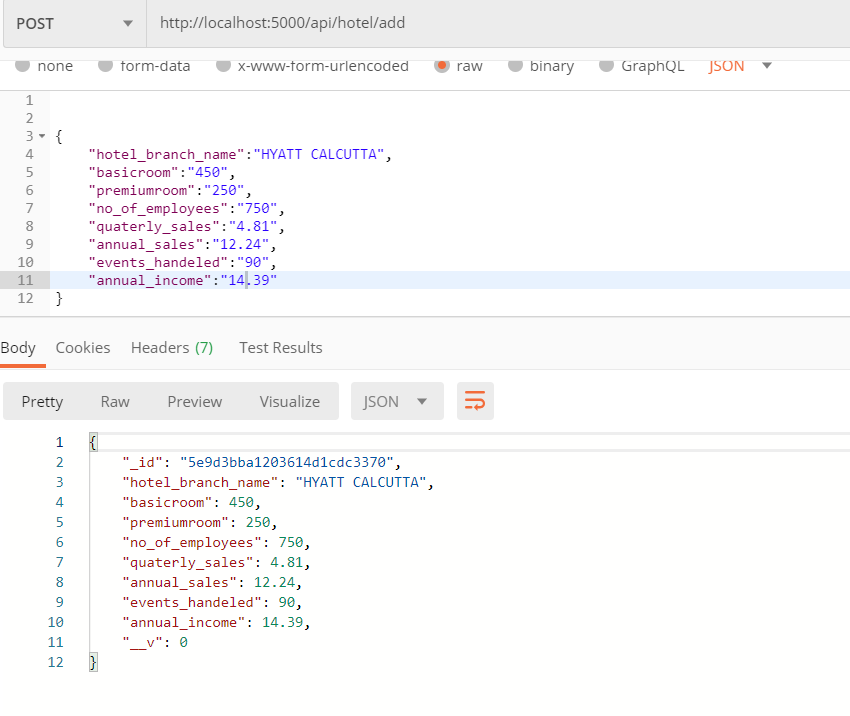 POST http://localhost:5000/api/hotel/add
none form-data x-www-form-urlencoded raw binary GraphQL JSON
1
2
3 {
4 "hotel_branch_name":"HYATT CALCUTTA",
5 "basicroom":"450",
6 "premiumroom":"250",
7 "no_of_employees":"750",
8 "quaterly_sales":"4.81",
9 "annual_sales":"12.24",
10 "events_handeled":"90",
11 "annual_income":"14.39"
12 }
Body Cookies Headers (7) Test Results
Pretty Raw Preview Visualize JSON
1 {
2 "_id": "5e9d3bba1203614d1cdc3370",
3 "hotel_branch_name": "HYATT CALCUTTA",
4 "basicroom": 450,
5 "premiumroom": 250,
6 "no_of_employees": 750,
7 "quaterly_sales": 4.81,
8 "annual_sales": 12.24,
9 "events_handeled": 90,
10 "annual_income": 14.39,
11 "__v": 0
12 }